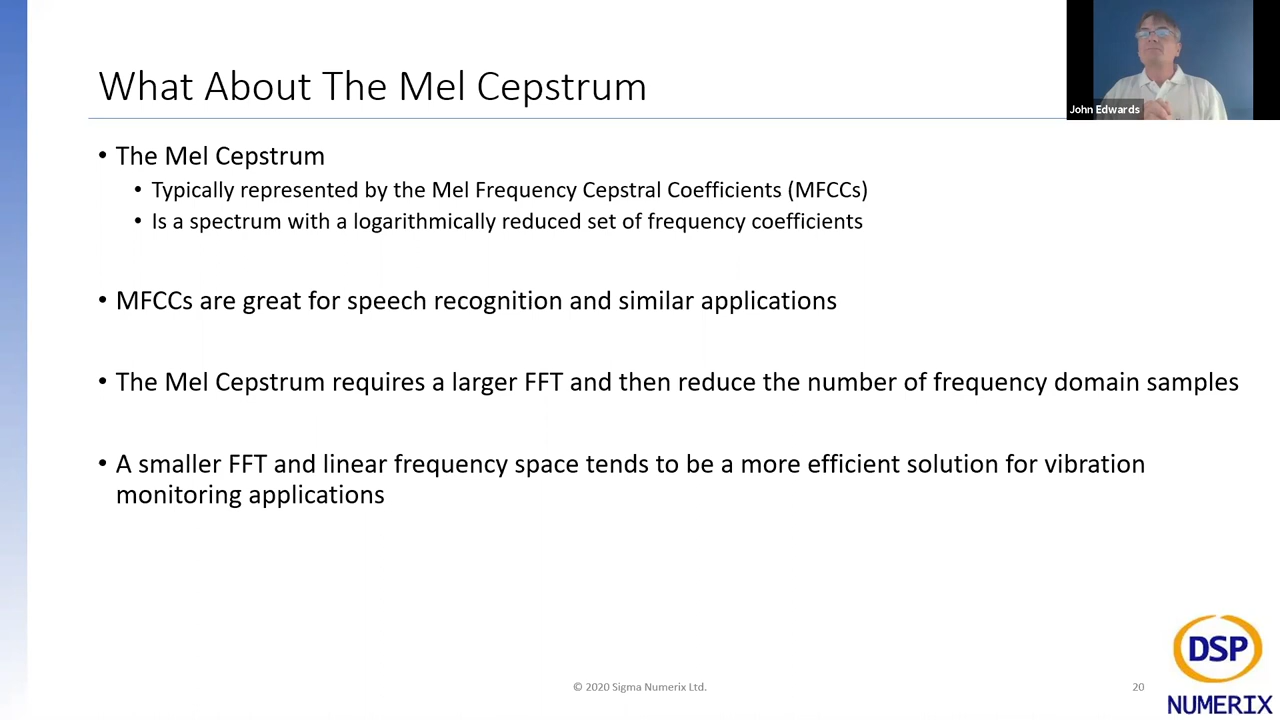 What About The Mel Cepstrum
John Edwards
• The Mel Cepstrum
• Typically represented by the Mel Frequency Cepstral Coefficients (MFCCs)
• Is a spectrum with a logarithmically reduced set of frequency coefficients
• MFCCs are great for speech recognition and similar applications
• The Mel Cepstrum requires a larger FFT and then reduce the number of frequency domain samples
• A smaller FFT and linear frequency space tends to be a more efficient solution for vibration
monitoring applications
© 2020 Sigma Numerix Ltd.
20
DSP
NUMERIX